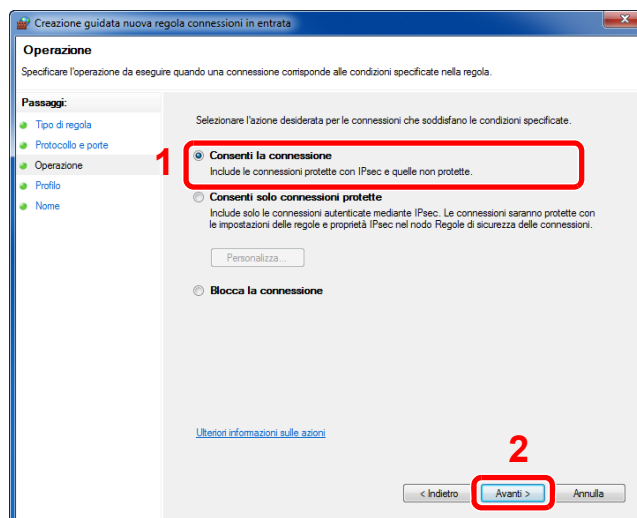 Creazione guidata nuova regola connessioni in entrata
Operazione
Specificare l'operazione da eseguire quando una connessione corrisponde alle condizioni specificate nella regola.
Passaggi:
Tipo di regola
Protocollo e porte
Operazione
Profilo
Nome
Selezionare l'azione desiderata per le connessioni che soddisfano le condizioni specificate.
1
Consenti la connessione
Include le connessioni protette con IPsec e quelle non protette.
Consenti solo connessioni protette
Include solo le connessioni autenticate mediante IPsec. Le connessioni saranno protette con
le impostazioni delle regole e proprietà IPsec nel nodo Regole di sicurezza delle connessioni.
Personalizza...
Blocca la connessione
Ulteriori informazioni sulle azioni
2
< Indietro
Avanti >
Annulla